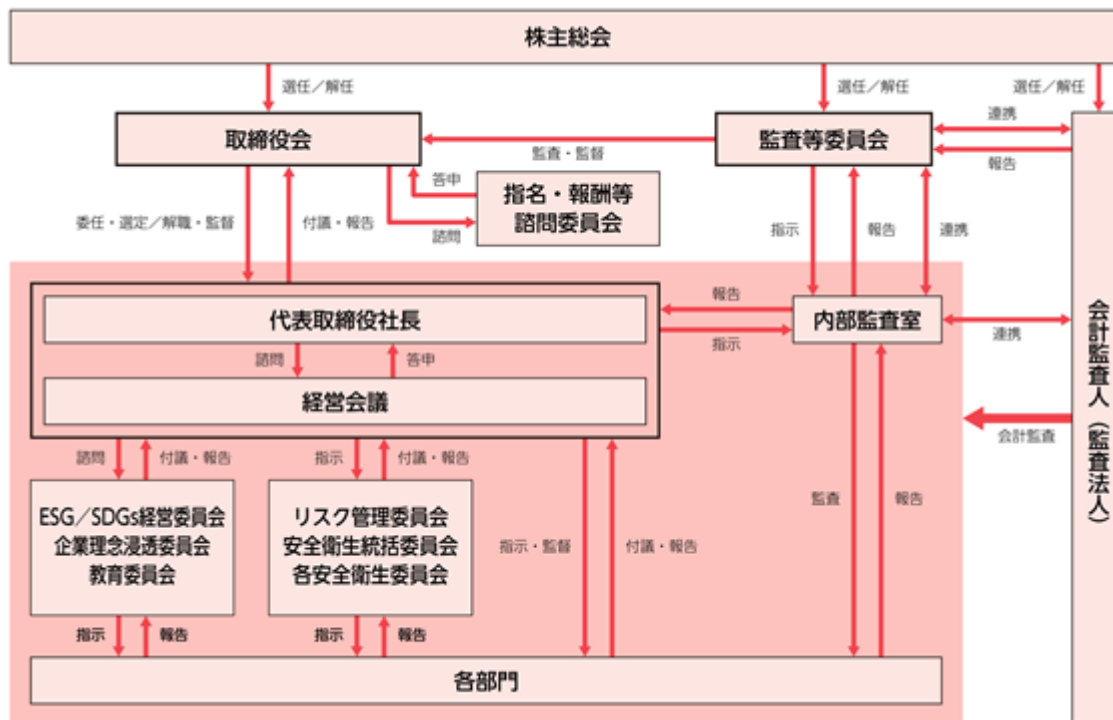 株主総会
選任／解任
選任／解任
選任／解任
取締役会
監査等委員会
連携
報告
監査・監督
答申
諮問
指名・報酬等
諮問委員会
委任・選定／解職・監督
付議・報告
指示
報告
連携
代表取締役社長
報告
指示
内部監査室
連携
諮問
答申
経営会議
会計監査人（監査法人）
会計監査
諮問
付議・報告
指示
付議・報告
ESG／SDGs経営委員会
企業理念浸透委員会
教育委員会
リスク管理委員会
安全衛生統括委員会
各安全衛生委員会
指示・監督
付議・報告
監査
報告
指示
報告
指示
報告
各部門